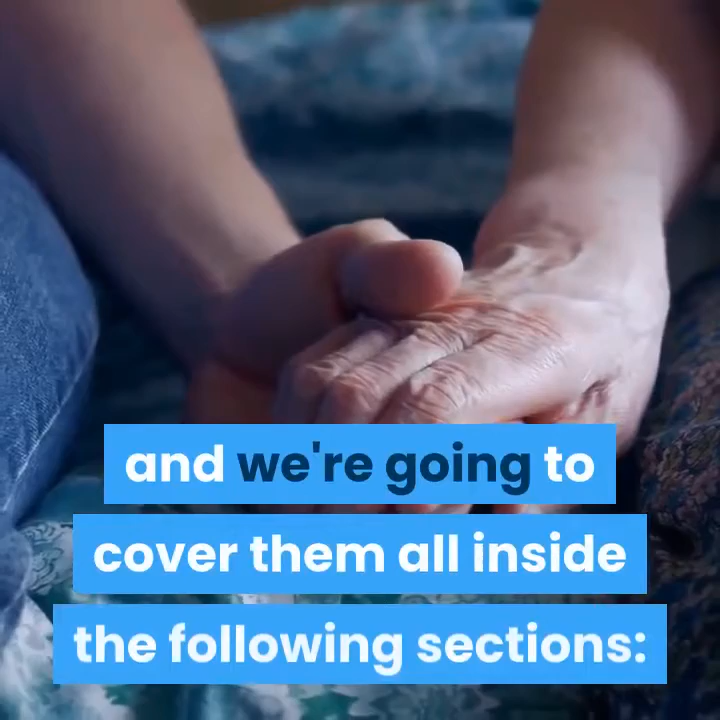 and we're going to
cover them all inside
the following sections: